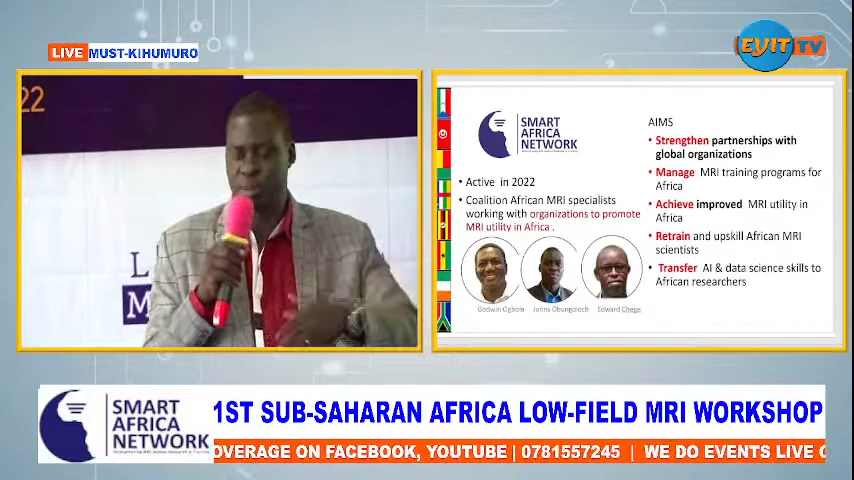 LIVE MUST-KIHUMURO
EVIT TV
22
L
M
SMART
AFRICA
NETWORK
• Active in 2022
• Coalition African MRI specialists
working with organizations to promote
MRI utility in Africa .
Godwin Ogbole Johns Obungoloch Edward Chege
AIMS
• Strengthen partnerships with
global organizations
• Manage MRI training programs for
Africa
• Achieve improved MRI utility in
Africa
• Retrain and upskill African MRI
scientists
• Transfer AI & data science skills to
African researchers
SMART
AFRICA
NETWORK
1ST SUB-SAHARAN AFRICA LOW-FIELD MRI WORKSHOP
OVERAGE ON FACEBOOK, YOUTUBE | 0781557245 | WE DO EVENTS LIVE